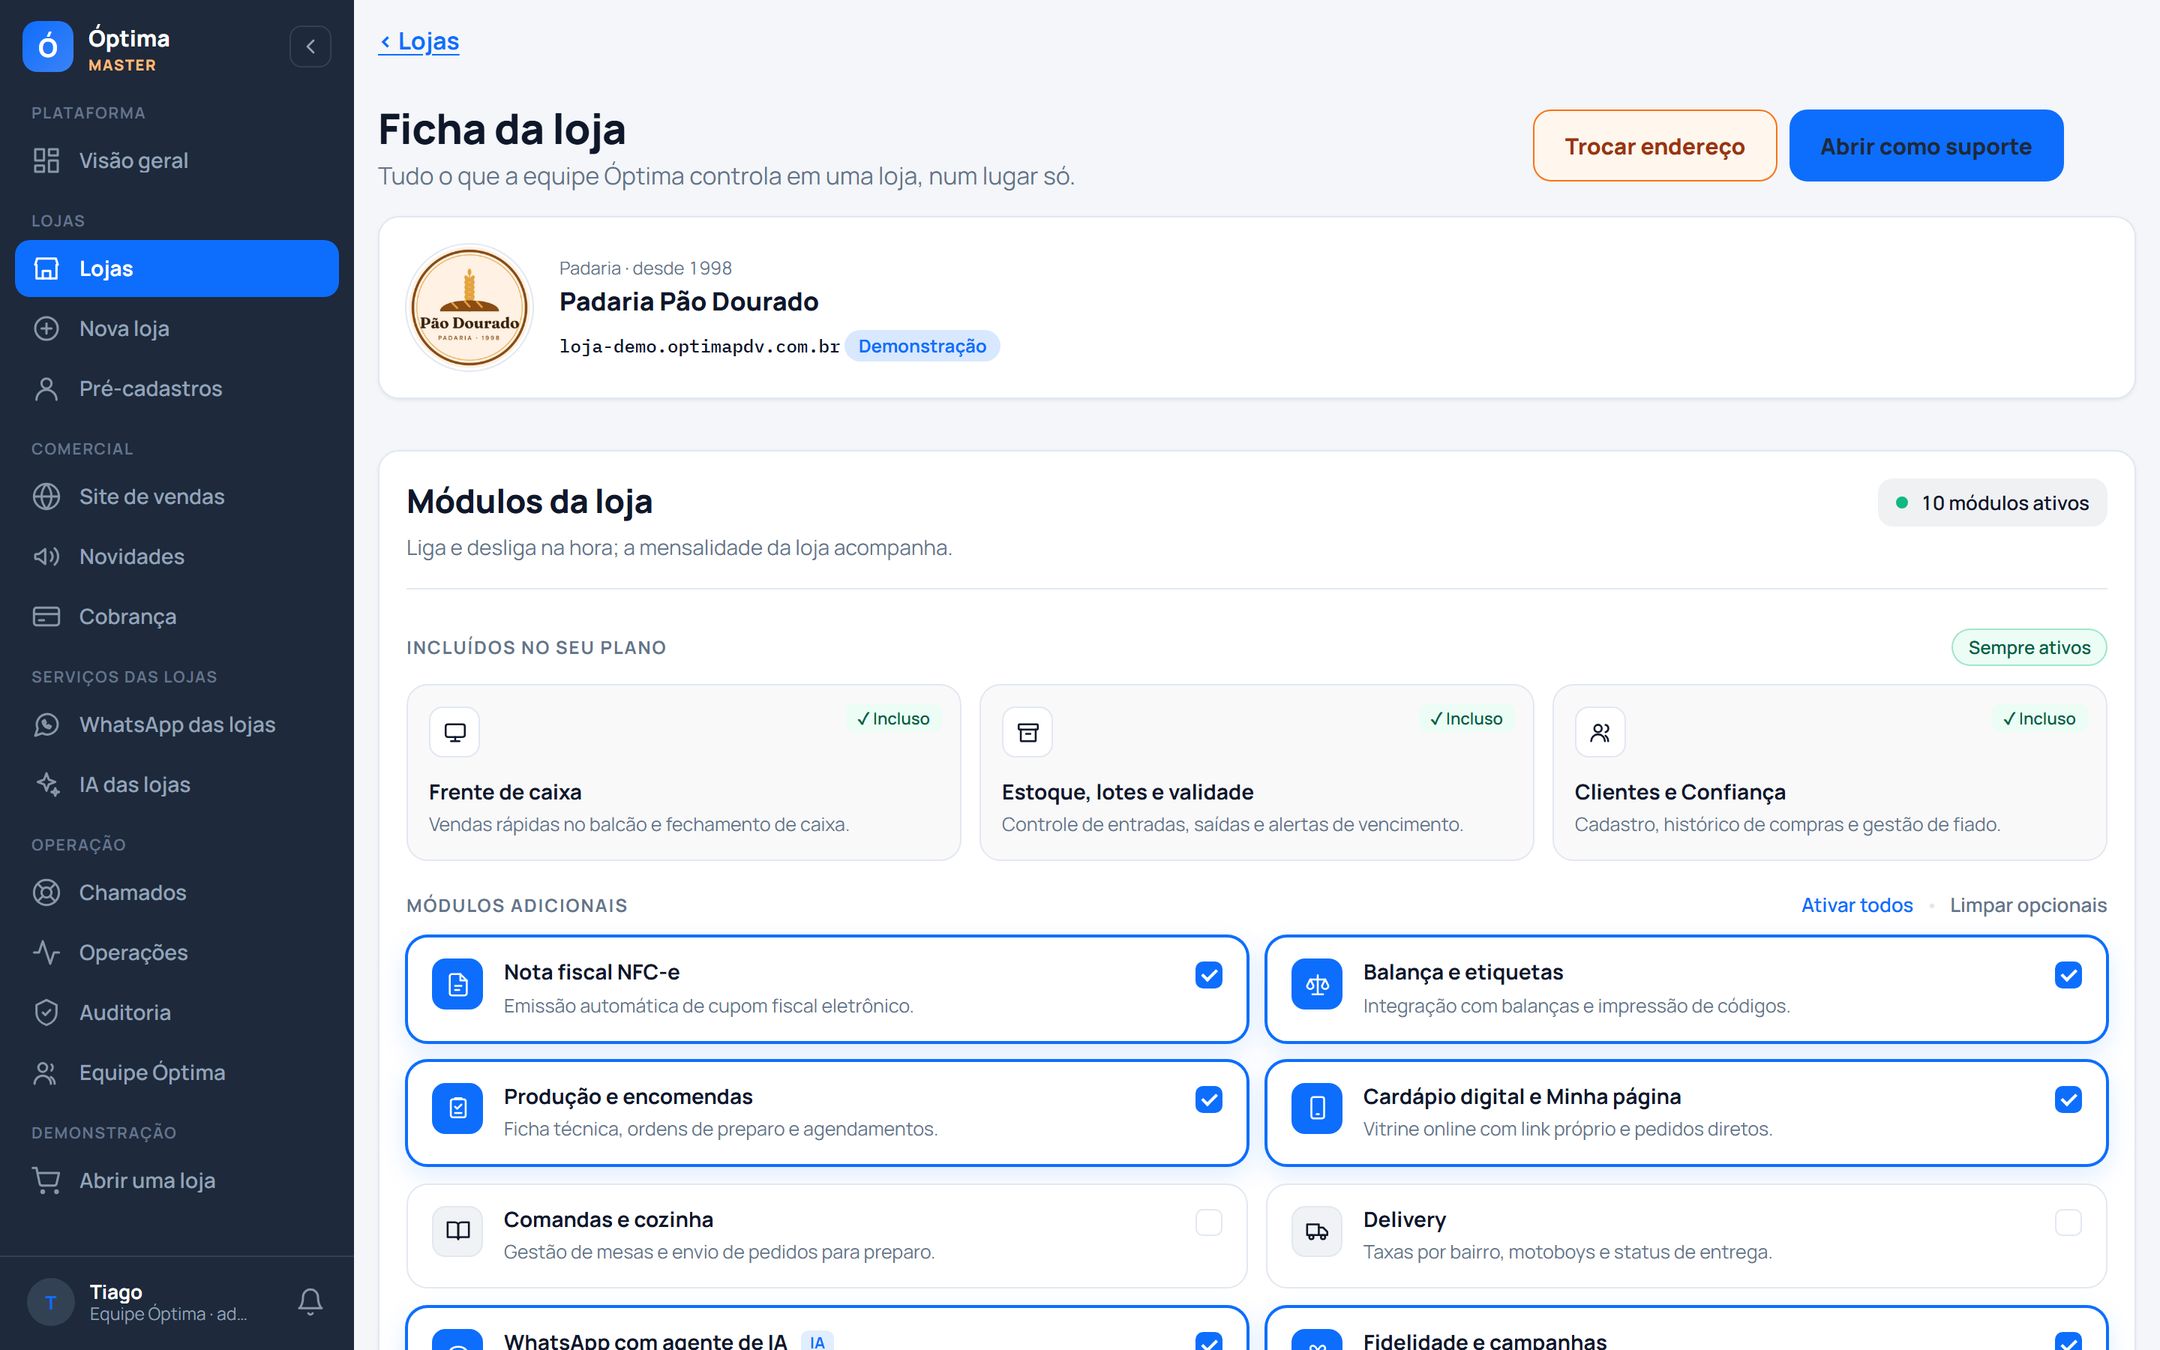 Ó
Óptima
MASTER
PLATAFORMA
Visão geral
LOJAS
Lojas
Nova loja
Pré-cadastros
COMERCIAL
Site de vendas
Novidades
Cobrança
SERVIÇOS DAS LOJAS
WhatsApp das lojas
IA das lojas
OPERAÇÃO
Chamados
Operações
Auditoria
Equipe Óptima
DEMONSTRAÇÃO
Abrir uma loja
T
Tiago
Equipe Óptima · ad...
‹ Lojas
Ficha da loja
Tudo o que a equipe Óptima controla em uma loja, num lugar só.
Trocar endereço
Abrir como suporte
Pão Dourado
PADARIA · 1998
Padaria · desde 1998
Padaria Pão Dourado
loja-demo.optimapdv.com.br Demonstração
Módulos da loja
Liga e desliga na hora; a mensalidade da loja acompanha.
10 módulos ativos
INCLUÍDOS NO SEU PLANO
Sempre ativos
✓ Incluso
Frente de caixa
Vendas rápidas no balcão e fechamento de caixa.
✓ Incluso
Estoque, lotes e validade
Controle de entradas, saídas e alertas de vencimento.
✓ Incluso
Clientes e Confiança
Cadastro, histórico de compras e gestão de fiado.
MÓDULOS ADICIONAIS
Ativar todos • Limpar opcionais
Nota fiscal NFC-e
Emissão automática de cupom fiscal eletrônico.
Balança e etiquetas
Integração com balanças e impressão de códigos.
Produção e encomendas
Ficha técnica, ordens de preparo e agendamentos.
Cardápio digital e Minha página
Vitrine online com link próprio e pedidos diretos.
Comandas e cozinha
Gestão de mesas e envio de pedidos para preparo.
Delivery
Taxas por bairro, motoboys e status de entrega.
WhatsApp com agente de IA IA
Fidelidade e campanhas